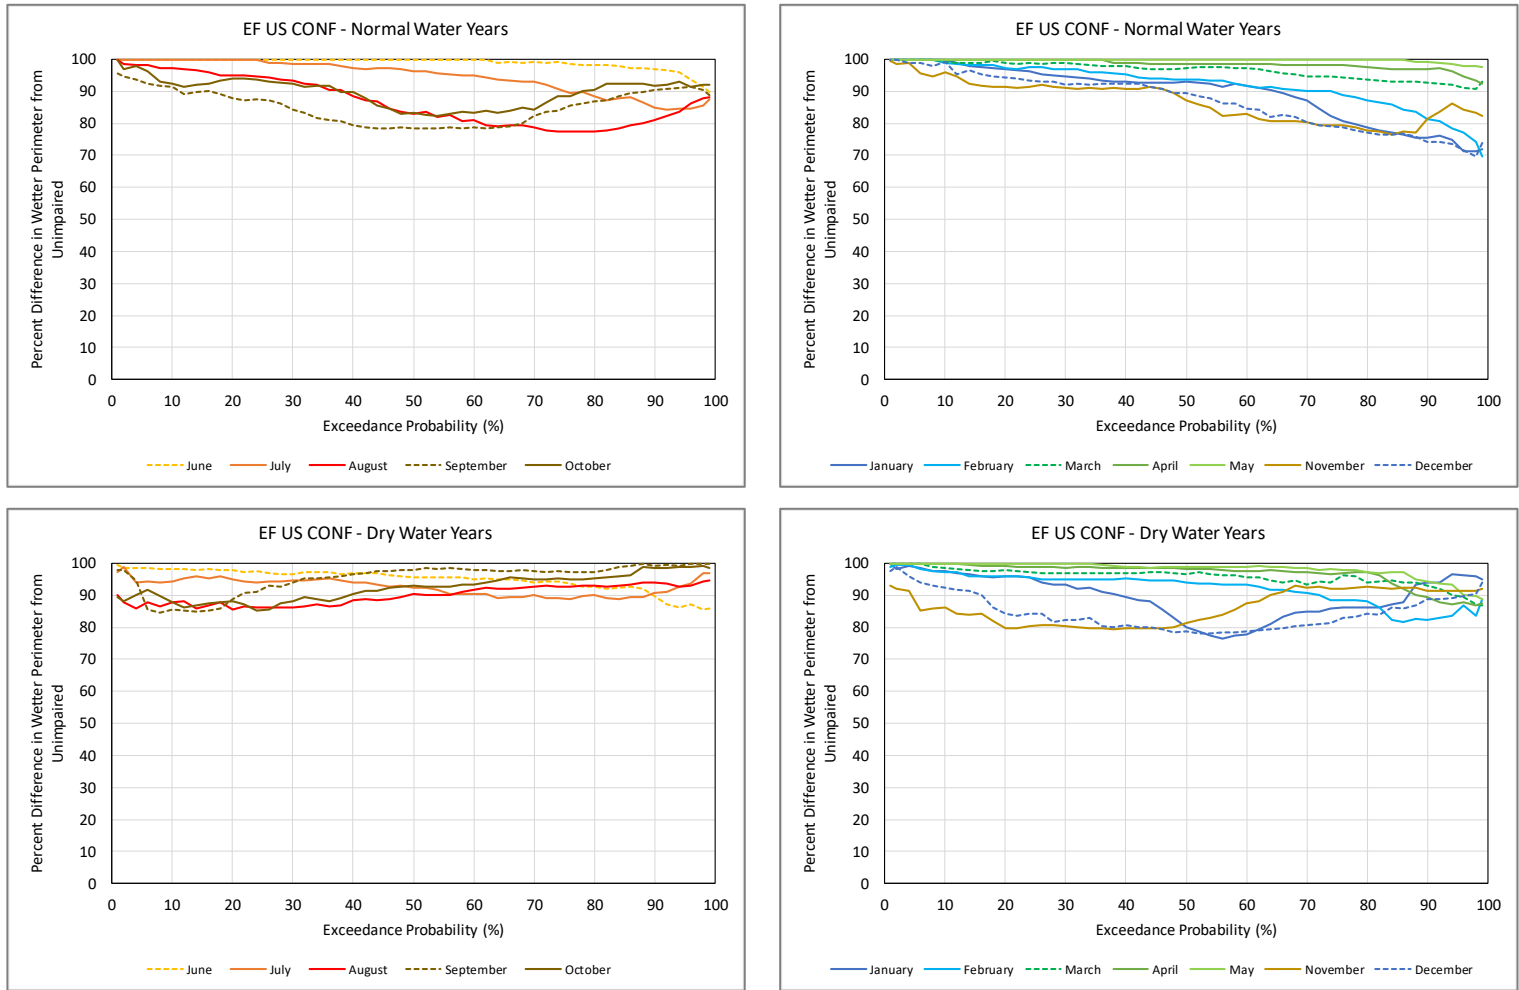 EF US CONF - Normal Water Years
Percent Difference in Wetter Perimeter from
Unimpaired
100
90
80
70
60
50
40
30
20
10
0
0 10 20 30 40 50 60 70 80 90 100
Exceedance Probability (%)
June July August September October
EF US CONF - Normal Water Years
Percent Difference in Wetter Perimeter from
Unimpaired
100
90
80
70
60
50
40
30
20
10
0
0 10 20 30 40 50 60 70 80 90 100
Exceedance Probability (%)
January February March April May November December
EF US CONF - Dry Water Years
Percent Difference in Wetter Perimeter from
Unimpaired
100
90
80
70
60
50
40
30
20
10
0
0 10 20 30 40 50 60 70 80 90 100
Exceedance Probability (%)
June July August September October
EF US CONF - Dry Water Years
Percent Difference in Wetter Perimeter from
Unimpaired
100
90
80
70
60
50
40
30
20
10
0
0 10 20 30 40 50 60 70 80 90 100
Exceedance Probability (%)
January February March April May November December